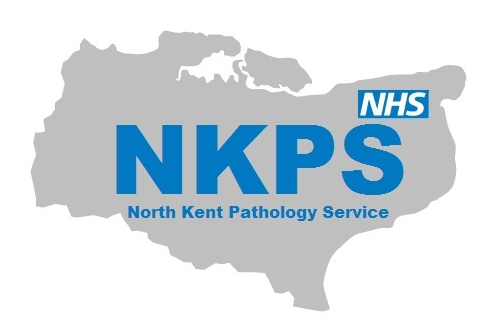 NHS
NKPS
North Kent Pathology Service